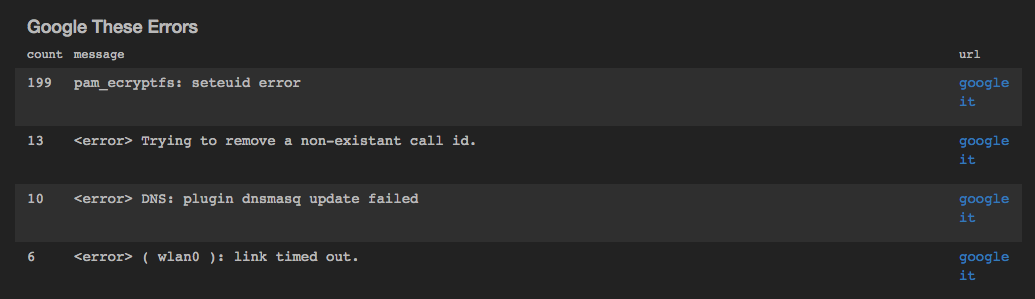 Google These Errors
count message url
199 pam_ecryptfs: seteuid error google
it
13 <error> Trying to remove a non-existant call id. google
it
10 <error> DNS: plugin dnsmasq update failed google
it
6 <error> ( wlan0 ): link timed out. google
it